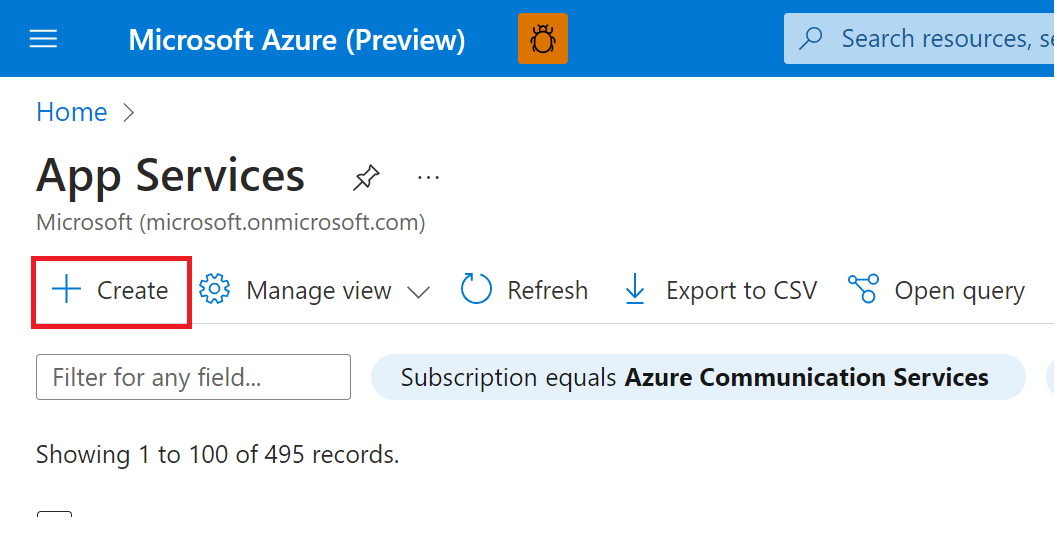 Microsoft Azure (Preview)
Search resources, se
Home
App Services
Microsoft (microsoft.onmicrosoft.com)
Create Manage view Refresh Export to CSV Open query
Filter for any field... Subscription equals Azure Communication Services
Showing 1 to 100 of 495 records.